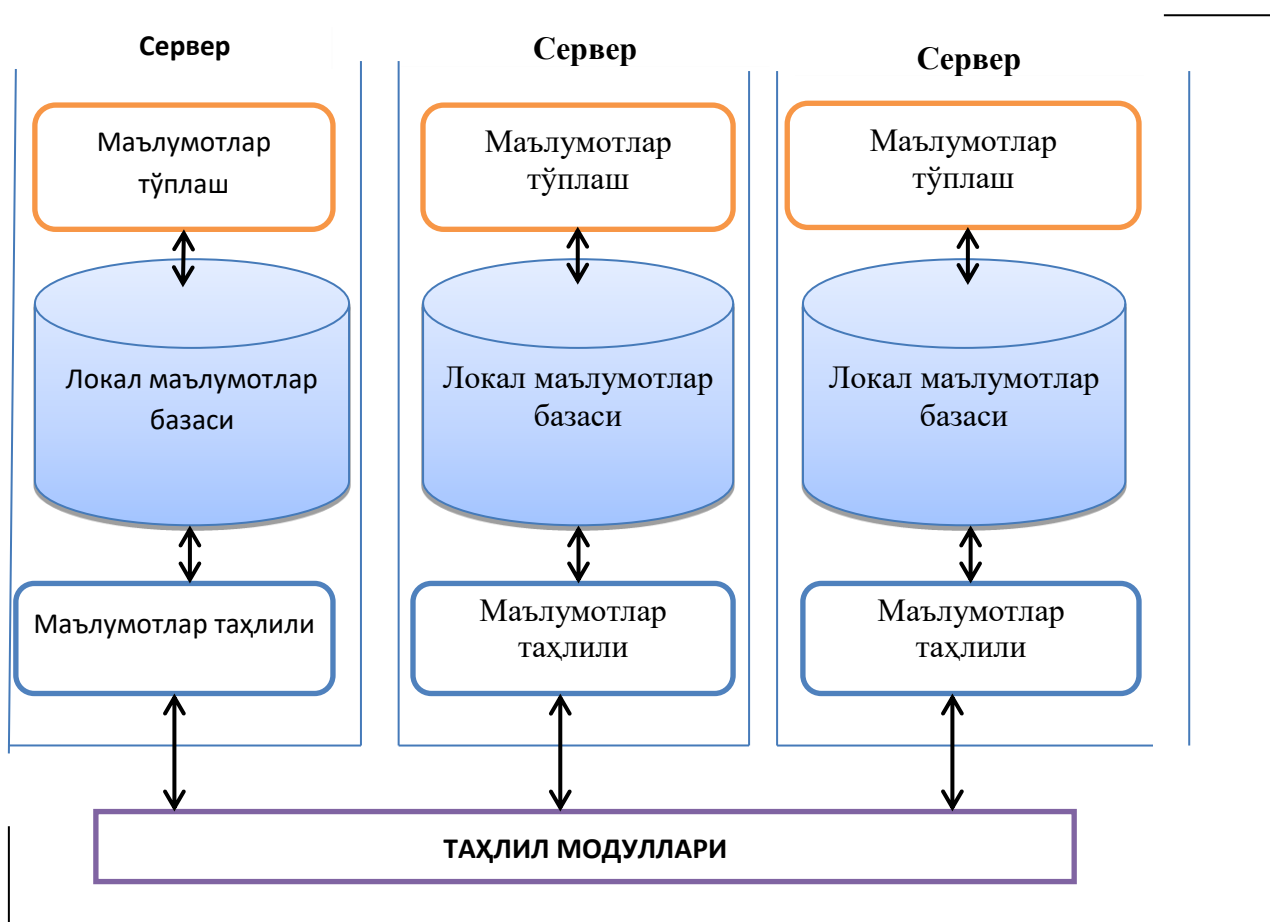 Сервер
Сервер
Сервер
Маълумотлар
тўплаш
Маълумотлар
тўплаш
Маълумотлар
тўплаш
Локал маълумотлар
базаси
Локал маълумотлар
базаси
Локал маълумотлар
базаси
Маълумотлар таҳлили
Маълумотлар
таҳлили
Маълумотлар
таҳлили
ТАҲЛИЛ МОДУЛЛАРИ